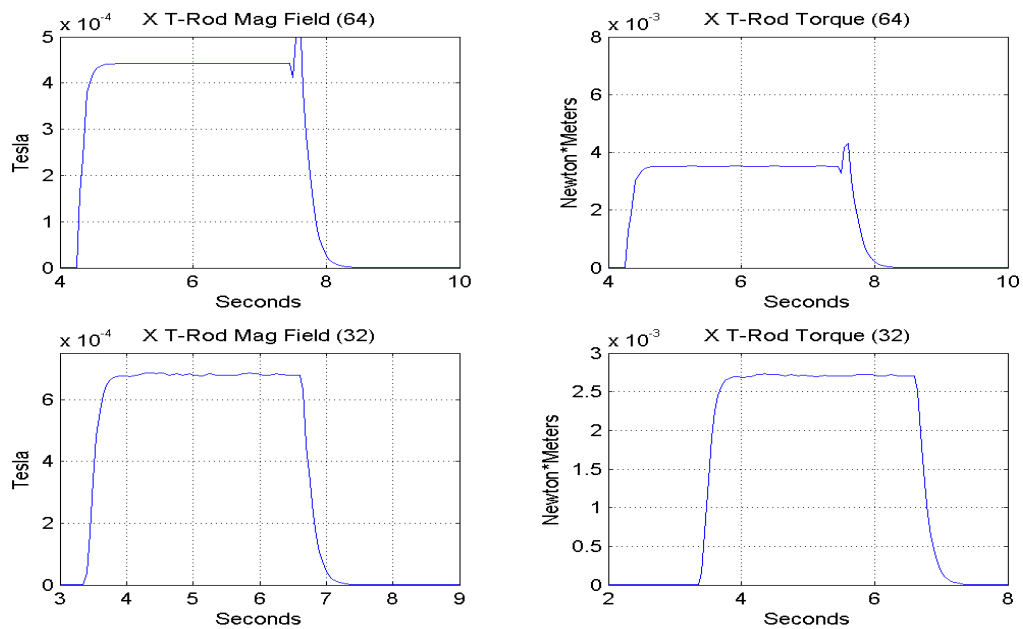 x 10⁻⁴ X T-Rod Mag Field (64)
5
4
3
2
1
0
Tesla
4 6 8 10
Seconds
x 10⁻³ X T-Rod Torque (64)
8
6
4
2
0
Newton*Meters
2 4 6 8 10
Seconds
x 10⁻⁴ X T-Rod Mag Field (32)
6
4
2
0
Tesla
3 4 5 6 7 8 9
Seconds
x 10⁻³ X T-Rod Torque (32)
3
2.5
2
1.5
1
0.5
0
Newton*Meters
2 4 6 8
Seconds